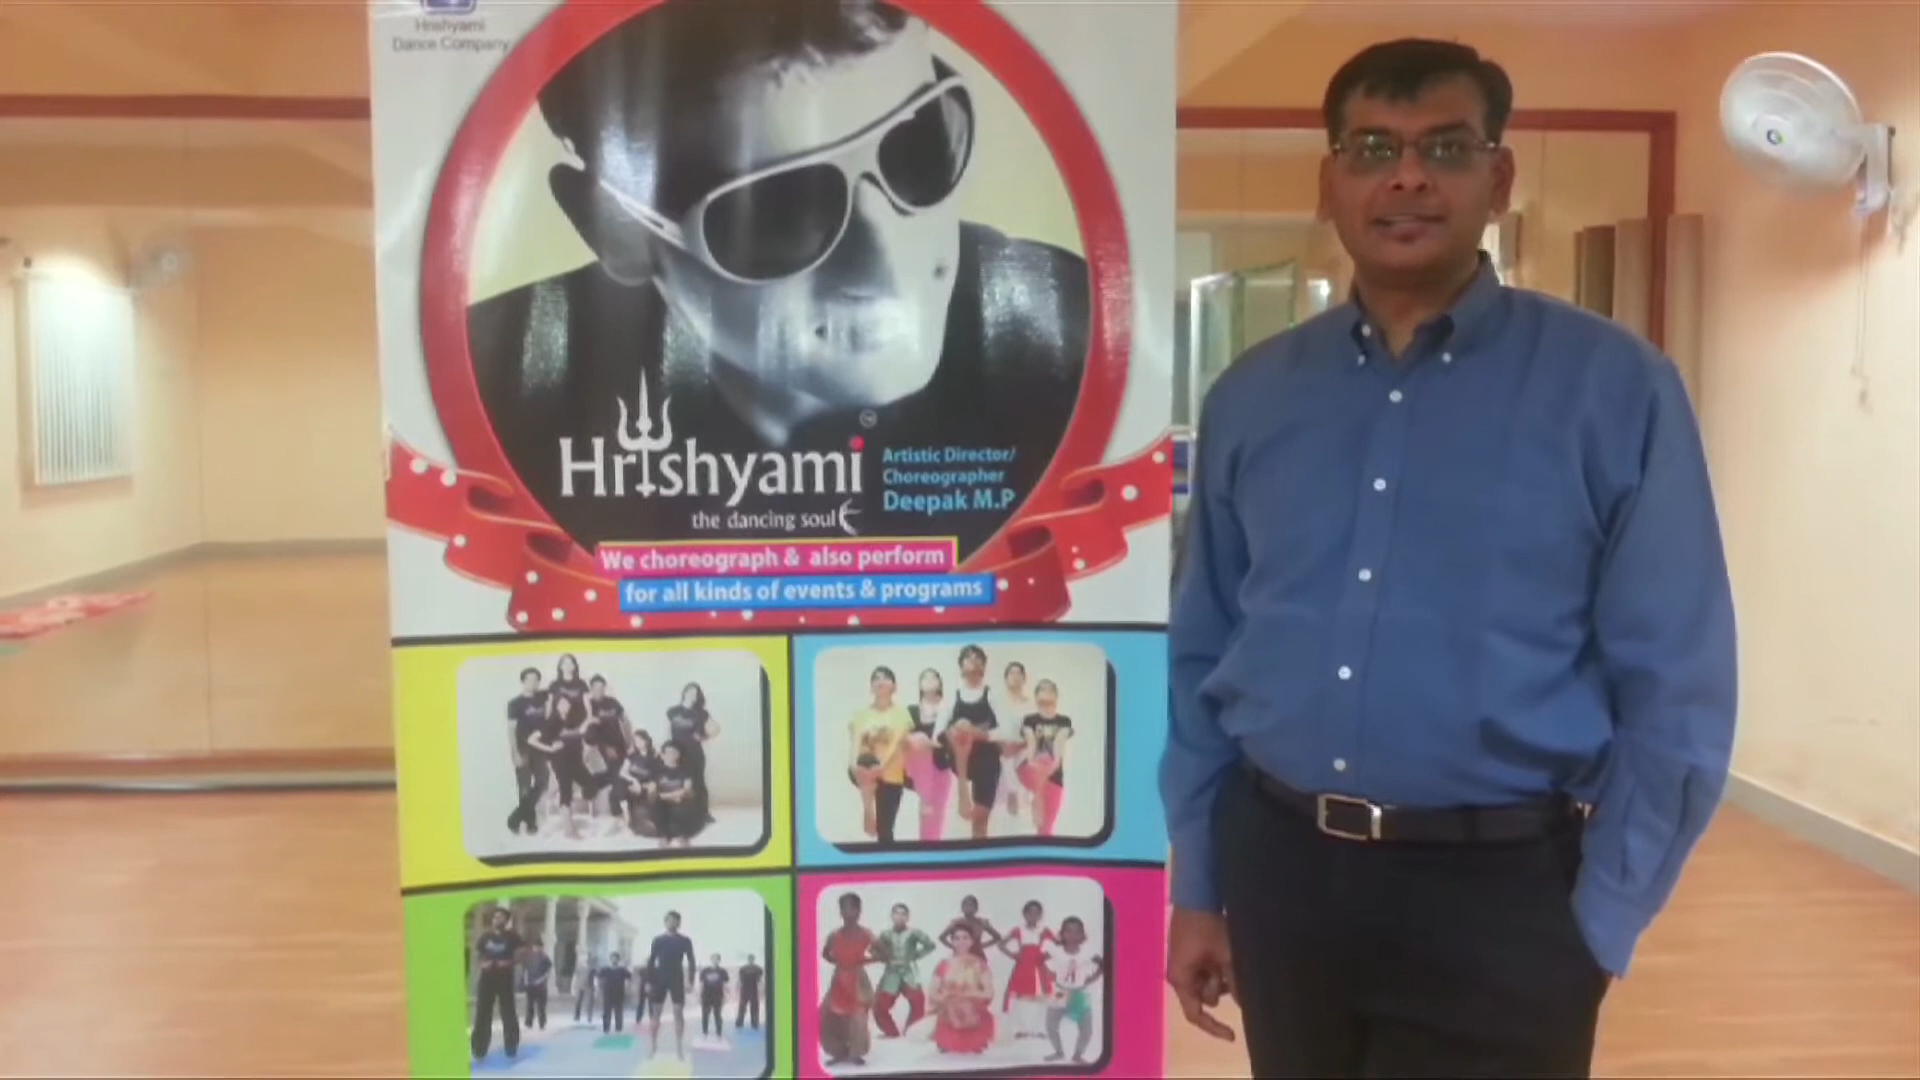 Hrishyami
Dance Company
Hrishyami
the dancing soul
Artistic Director/
Choreographer
Deepak M.P
We choreograph & also perform
for all kinds of events & programs